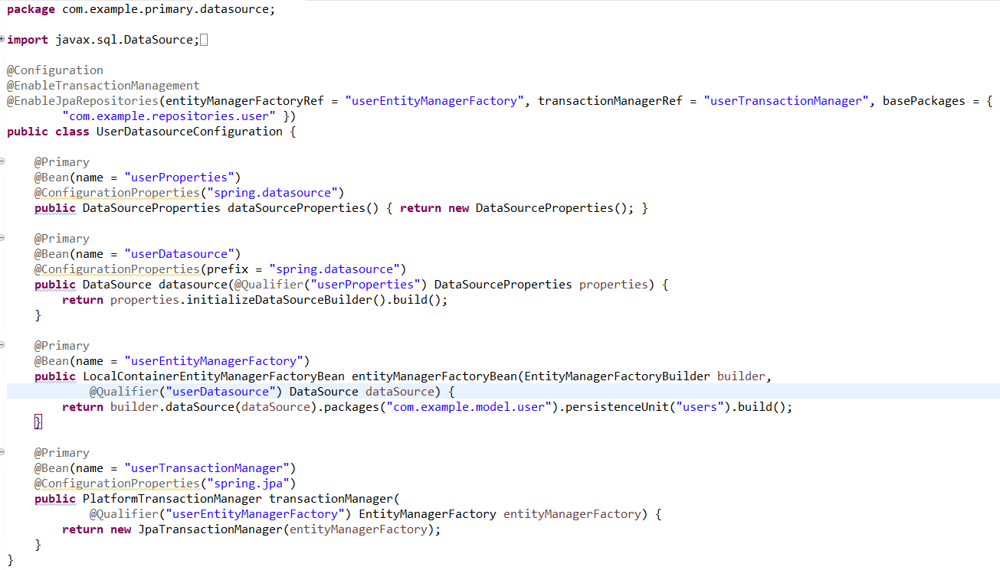 package com.example.primary.datasource;
import javax.sql.DataSource;
@Configuration
@EnableTransactionManagement
@EnableJpaRepositories(entityManagerFactoryRef = "userEntityManagerFactory", transactionManagerRef = "userTransactionManager", basePackages = {
"com.example.repositories.user" })
public class UserDatasourceConfiguration {
@Primary
@Bean(name = "userProperties")
@ConfigurationProperties("spring.datasource")
public DataSourceProperties dataSourceProperties() { return new DataSourceProperties(); }
@Primary
@Bean(name = "userDatasource")
@ConfigurationProperties(prefix = "spring.datasource")
public DataSource datasource(@Qualifier("userProperties") DataSourceProperties properties) {
return properties.initializeDataSourceBuilder().build();
}
@Primary
@Bean(name = "userEntityManagerFactory")
public LocalContainerEntityManagerFactoryBean entityManagerFactoryBean(EntityManagerFactoryBuilder builder,
@Qualifier("userDatasource") DataSource dataSource) {
return builder.dataSource(dataSource).packages("com.example.model.user").persistenceUnit("users").build();
}
@Primary
@Bean(name = "userTransactionManager")
@ConfigurationProperties("spring.jpa")
public PlatformTransactionManager transactionManager(
@Qualifier("userEntityManagerFactory") EntityManagerFactory entityManagerFactory) {
return new JpaTransactionManager(entityManagerFactory);
}
}